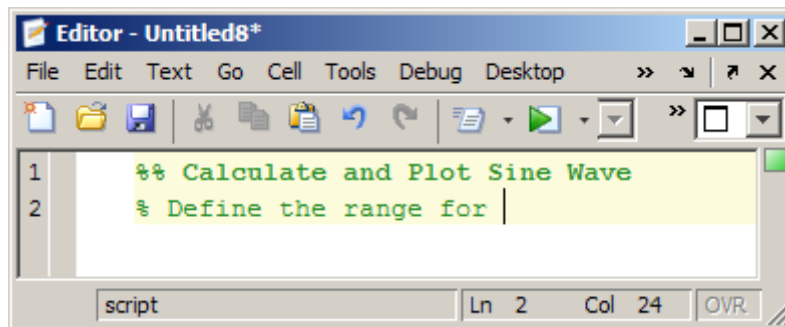 Editor - Untitled8*
File Edit Text Go Cell Tools Debug Desktop
1 %% Calculate and Plot Sine Wave
2 % Define the range for
script Ln 2 Col 24 OVR